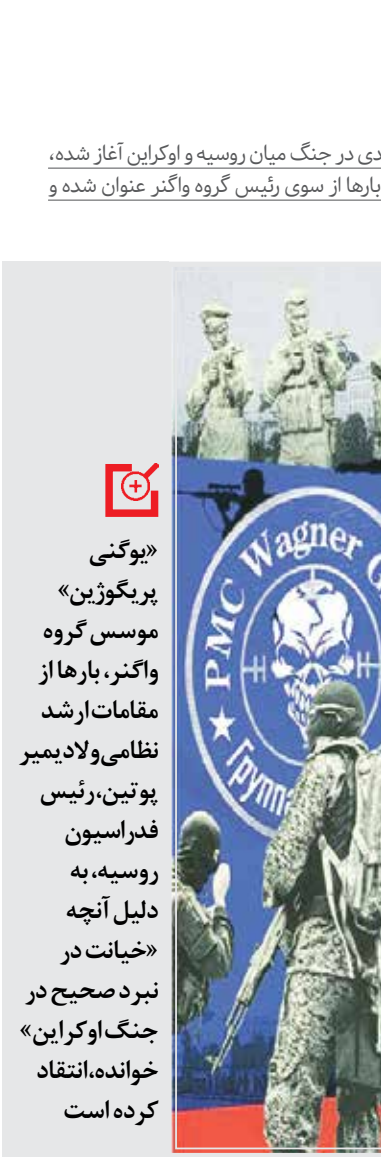 دی در جنگ میان روسیه و اوکراین آغاز شده،
بارها از سوی رئیس گروه واگنر عنوان شده و
PMC Wagner
Групп
«یوگنی
پریگوژین»
موسس گروه
واگنر، بارها از
مقامات ارشد
نظامی ولادیمیر
پوتین، رئیس
فدراسیون
روسیه، به
دلیل آنچه
«خیانت در
نبرد صحیح در
جنگ اوکراین»
خوانده، انتقاد
کرده است